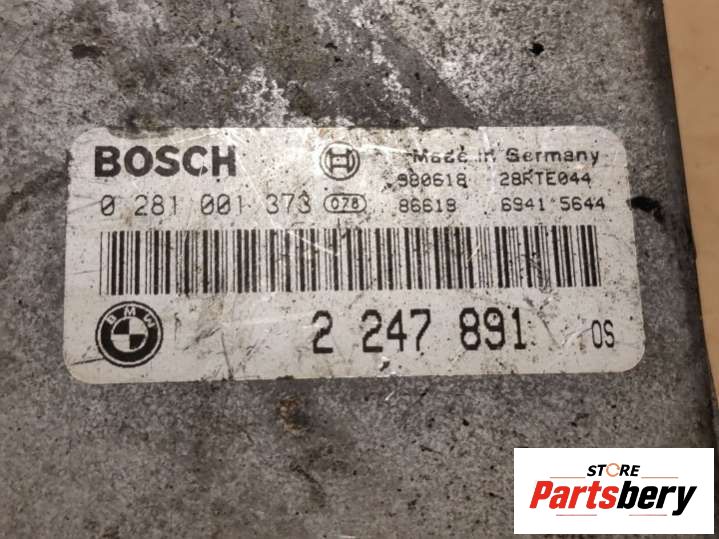 BOSCH Made in Germany
980618 28RTE044
0 281 001 373 078 86618 6941 5644
BMW 2 247 891 OS
STORE
Partsbery